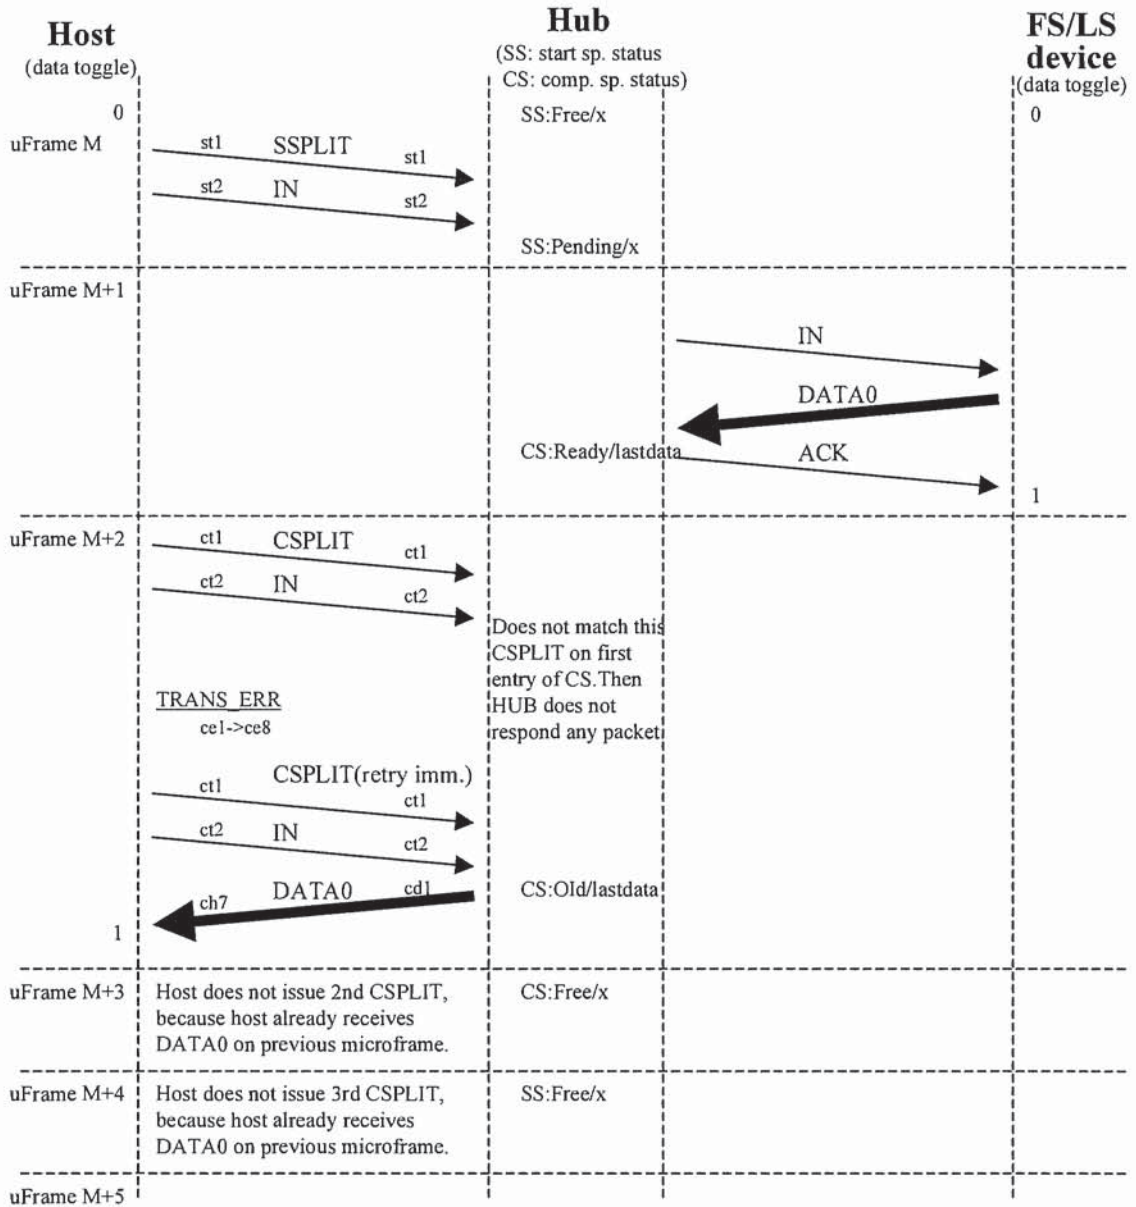 Host
(data toggle)
Hub
(SS: start sp. status
CS: comp. sp. status)
FS/LS
device
(data toggle)
0
SS:Free/x
0
uFrame M
st1 SSPLIT st1
st2 IN st2
SS:Pending/x
uFrame M+1
IN
DATA0
CS:Ready/lastdata
ACK
1
uFrame M+2
ct1 CSPLIT ct1
ct2 IN ct2
Does not match this
CSPLIT on first
entry of CS.Then
HUB does not
respond any packet
TRANS_ERR
ce1->ce8
CSPLIT(retry imm.)
ct1 ct1
ct2 IN ct2
ch7 DATA0 cd1
CS:Old/lastdata
1
uFrame M+3
Host does not issue 2nd CSPLIT,
because host already receives
DATA0 on previous microframe.
CS:Free/x
uFrame M+4
Host does not issue 3rd CSPLIT,
because host already receives
DATA0 on previous microframe.
SS:Free/x
uFrame M+5